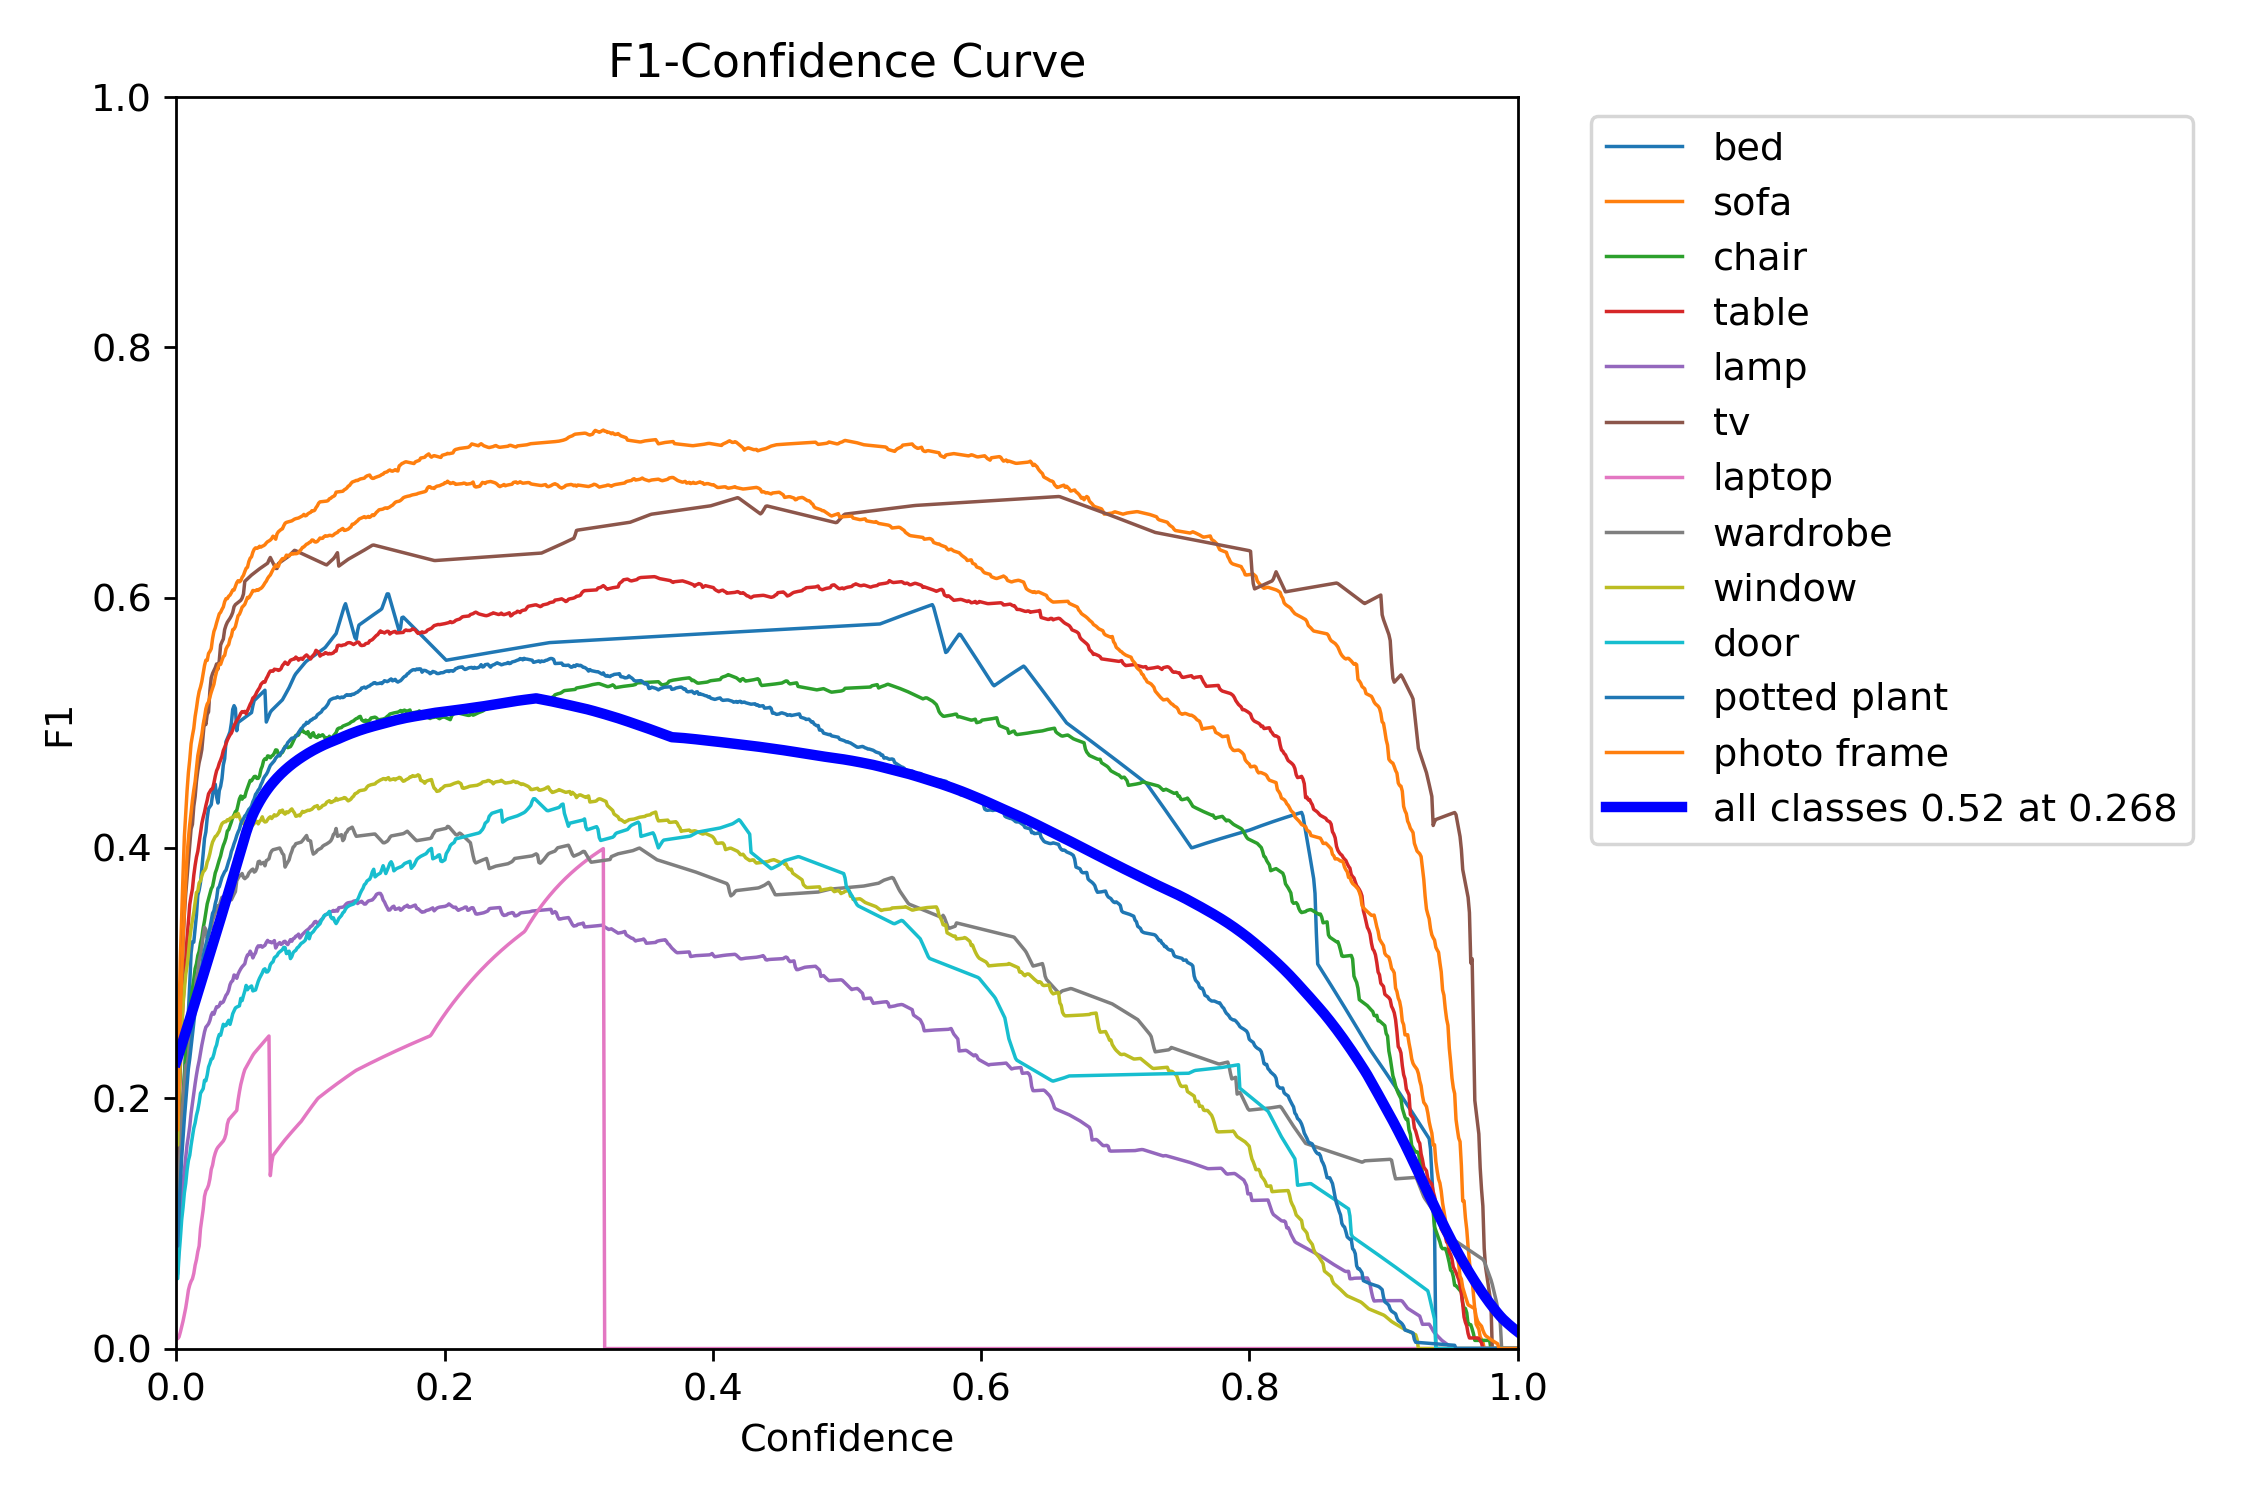 F1-Confidence Curve
1.0
0.8
0.6
0.4
0.2
0.0
F1
0.0 0.2 0.4 0.6 0.8 1.0
Confidence
bed
sofa
chair
table
lamp
tv
laptop
wardrobe
window
door
potted plant
photo frame
all classes 0.52 at 0.268